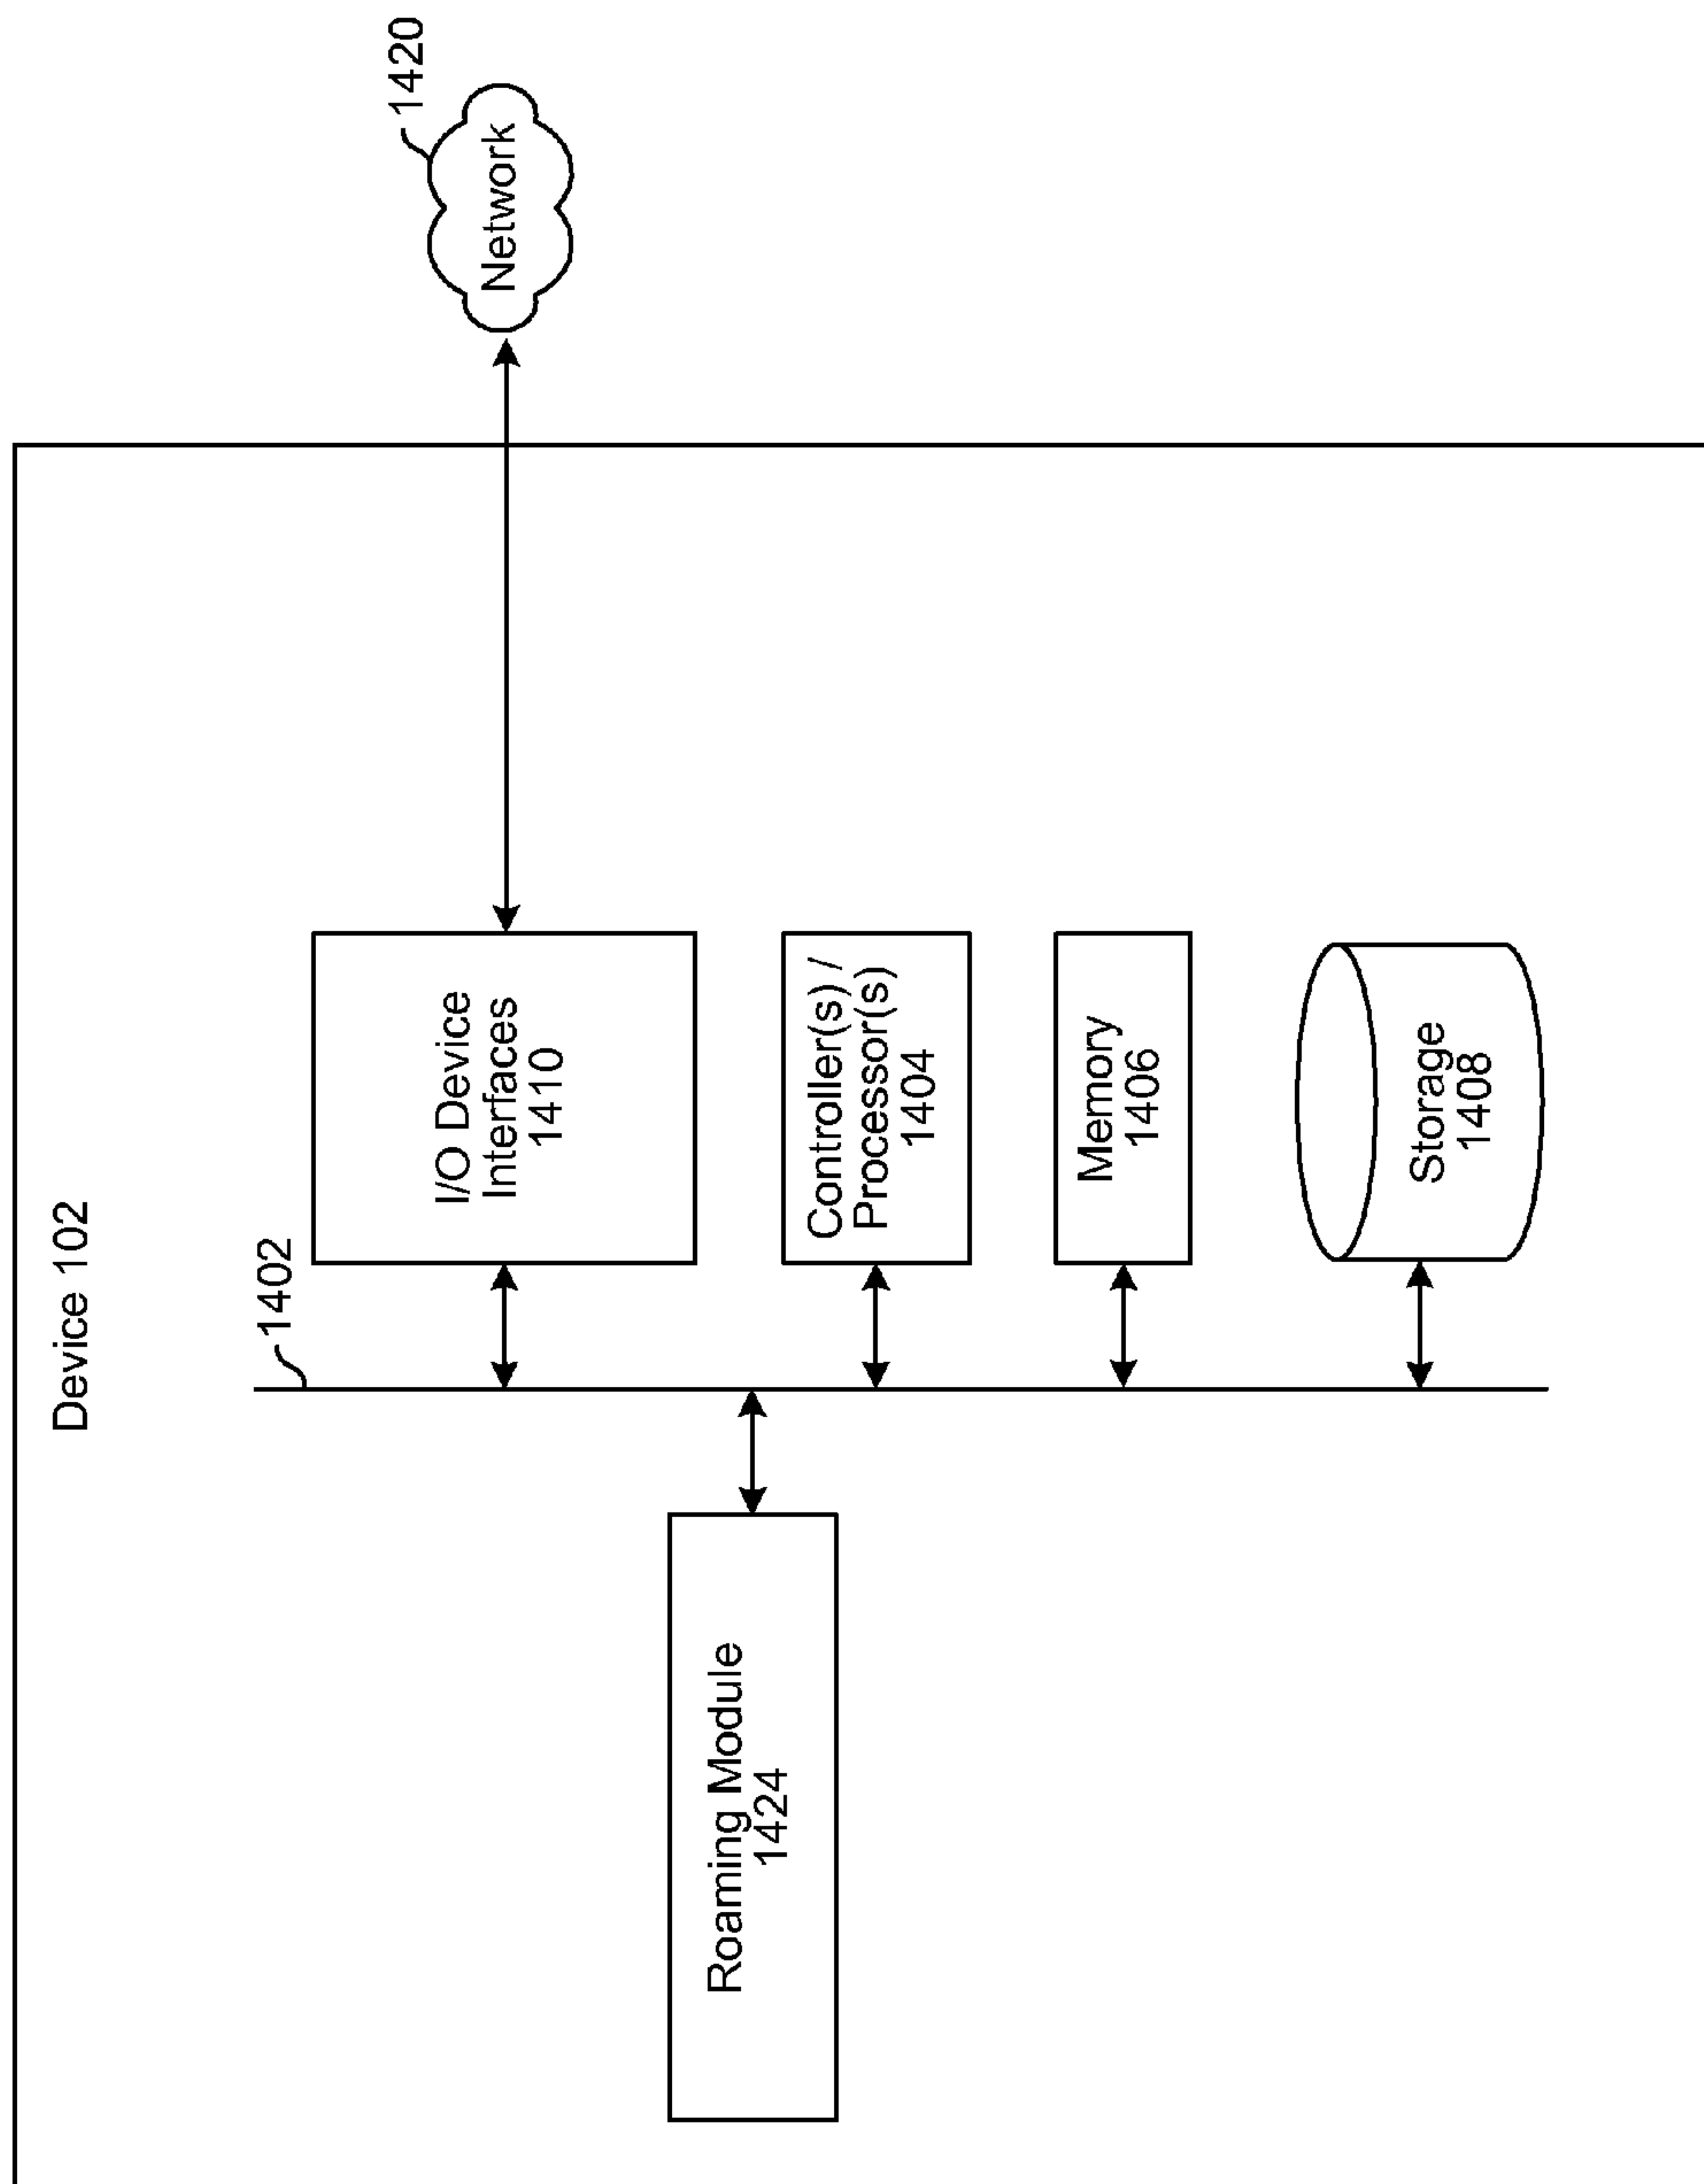 Device 102
1402
Roaming Module
1424
I/O Device
Interfaces
1410
Controller(s) /
Processor(s)
1404
Memory
1406
Storage
1408
1420
Network